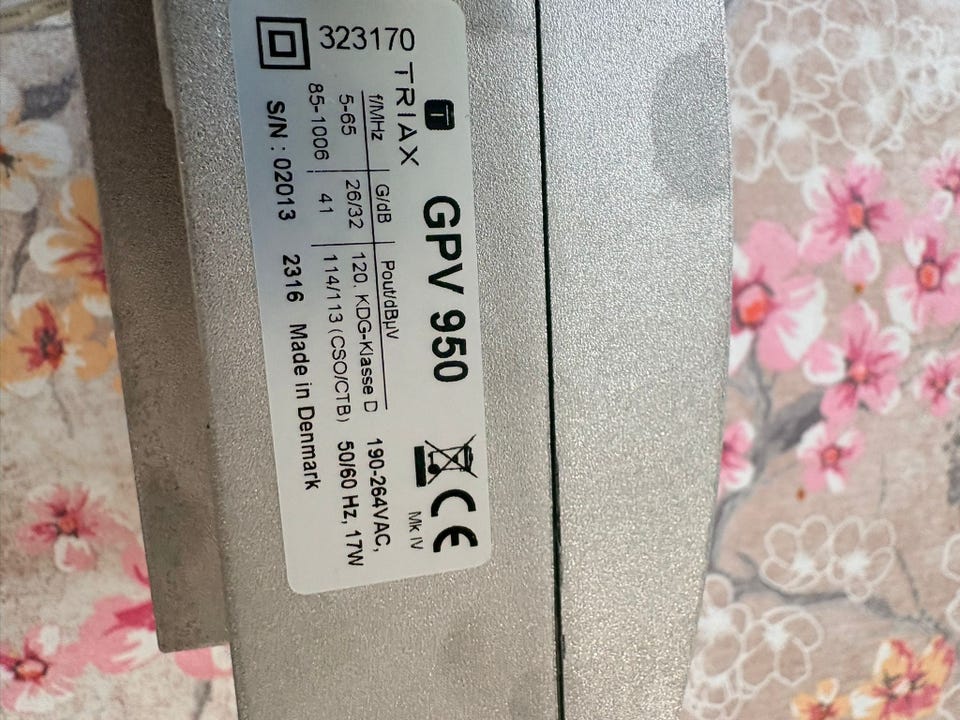 TRIAX GPV 950 CE
Mk IV
323170
f/MHz G/dB Pout/dBµV
5-65 26/32 120, KDG-Klasse D 190-264VAC,
85-1006 41 114/113 (CSO/CTB) 50/60 Hz, 17W
S/N : 02013 2316 Made in Denmark